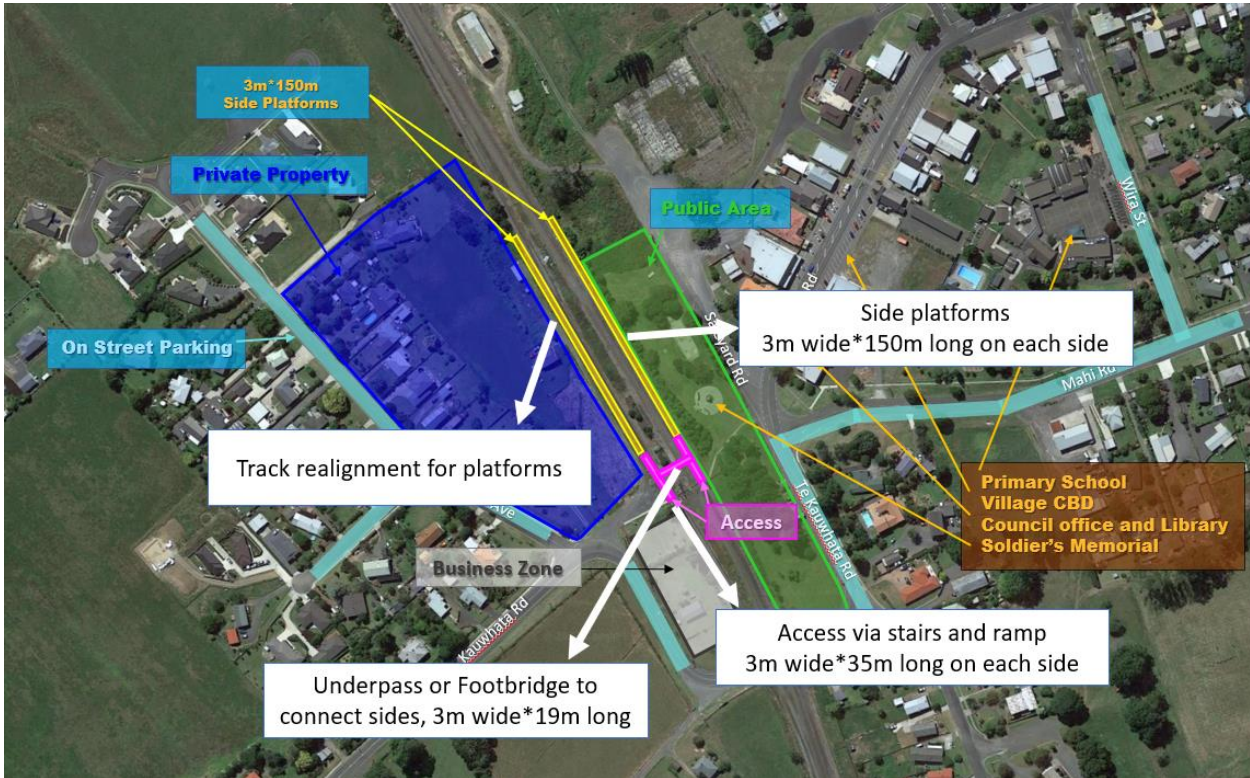 3m*150m
Side Platforms
Private Property
Public Area
Wira St
On Street Parking
Side platforms
3m wide*150m long on each side
Rd
Mahi Rd
Track realignment for platforms
Rd
Ave
Te Kauwhata Rd
Primary School
Village CBD
Council office and Library
Soldier's Memorial
Access
Business Zone
Kauwhata Rd
Access via stairs and ramp
3m wide*35m long on each side
Underpass or Footbridge to
connect sides, 3m wide*19m long